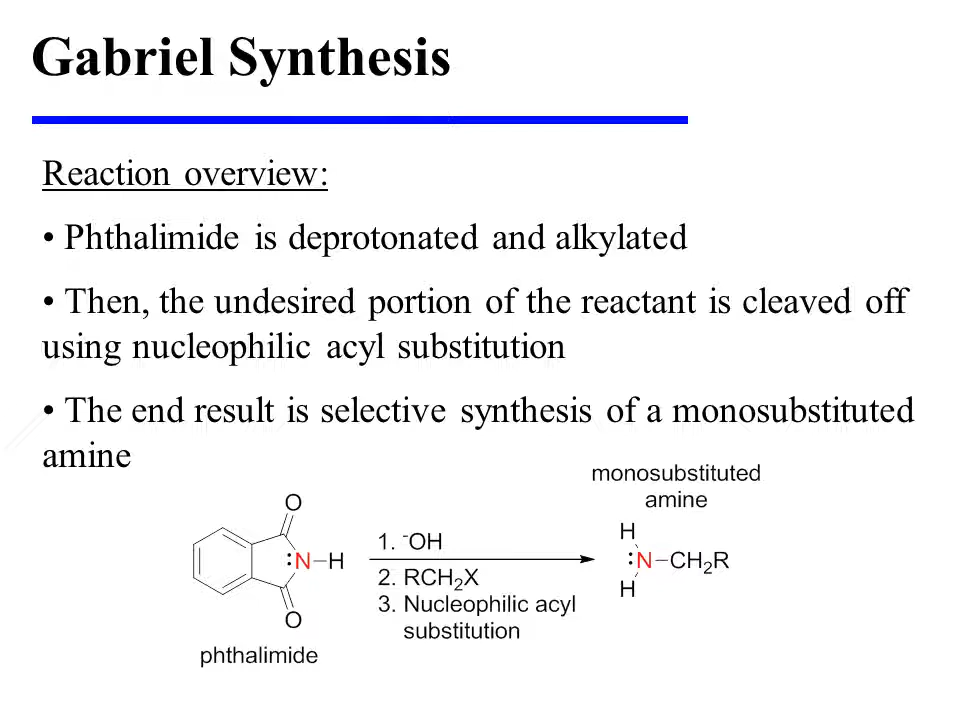 Gabriel Synthesis
Reaction overview:
• Phthalimide is deprotonated and alkylated
• Then, the undesired portion of the reactant is cleaved off
using nucleophilic acyl substitution
• The end result is selective synthesis of a monosubstituted
amine
monosubstituted
amine
O
:N–H
O
phthalimide
1. ⁻OH
2. RCH₂X
3. Nucleophilic acyl
substitution
H
:N–CH₂R
H